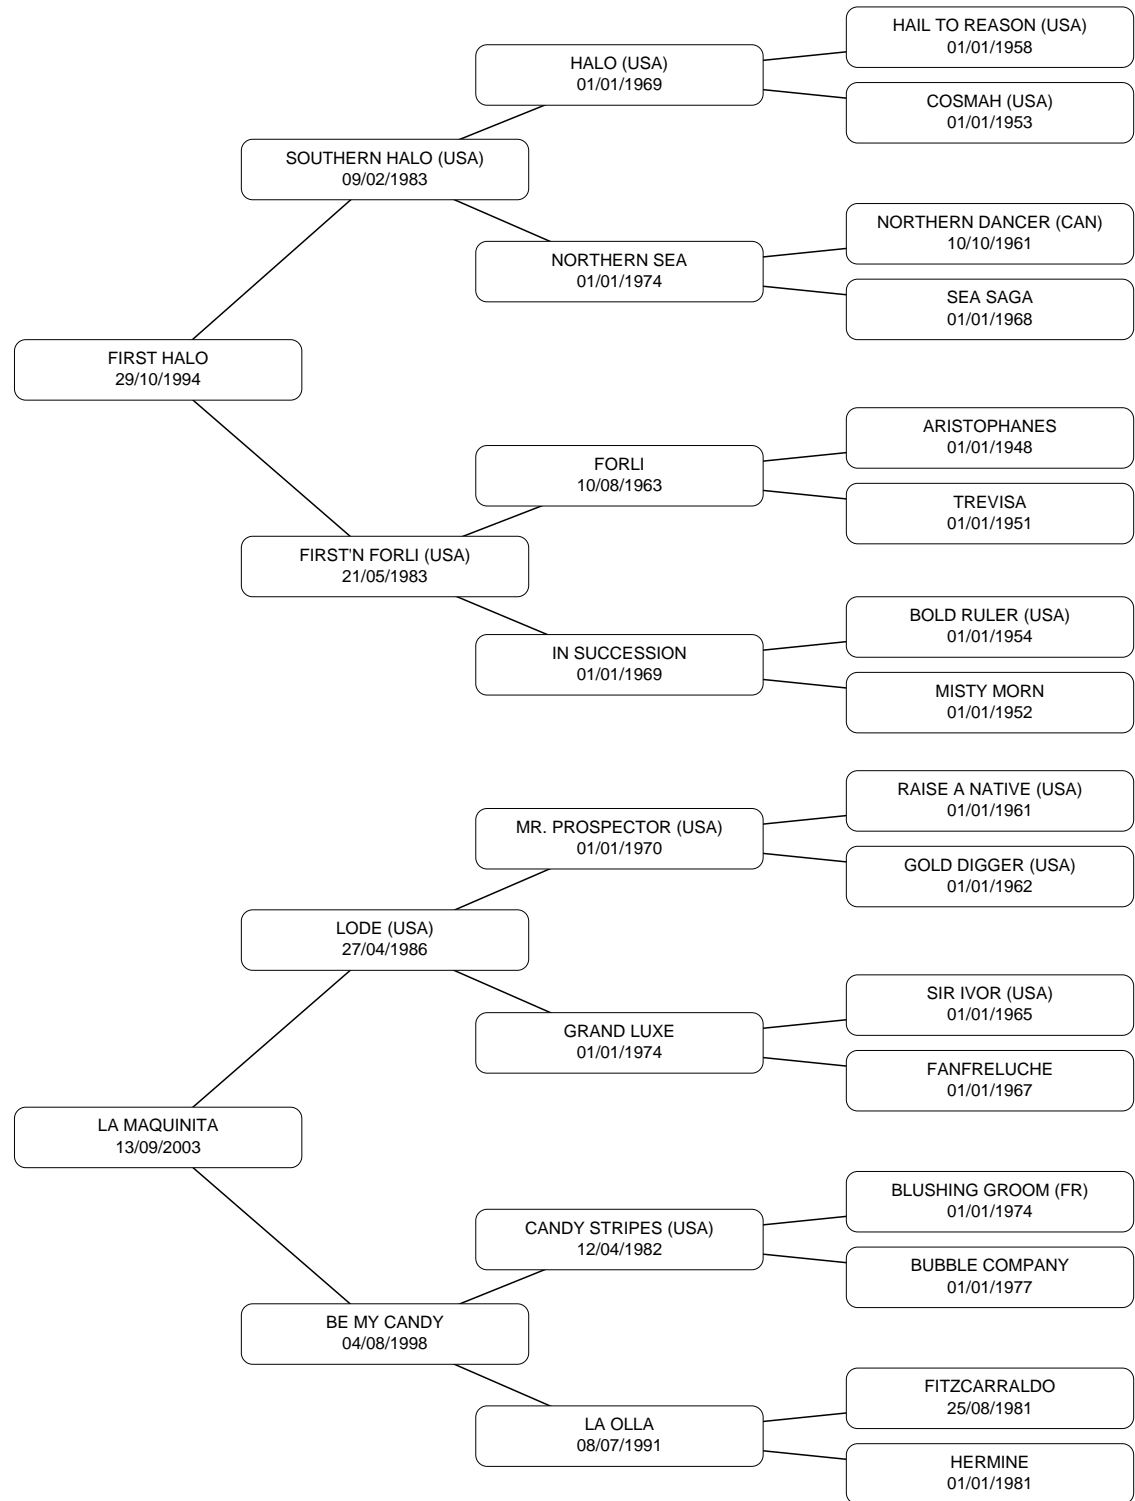 HAIL TO REASON (USA)
01/01/1958
HALO (USA)
01/01/1969
COSMAH (USA)
01/01/1953
SOUTHERN HALO (USA)
09/02/1983
NORTHERN DANCER (CAN)
10/10/1961
NORTHERN SEA
01/01/1974
SEA SAGA
01/01/1968
FIRST HALO
29/10/1994
ARISTOPHANES
01/01/1948
FORLI
10/08/1963
TREVISA
01/01/1951
FIRST'N FORLI (USA)
21/05/1983
BOLD RULER (USA)
01/01/1954
IN SUCCESSION
01/01/1969
MISTY MORN
01/01/1952
RAISE A NATIVE (USA)
01/01/1961
MR. PROSPECTOR (USA)
01/01/1970
GOLD DIGGER (USA)
01/01/1962
LODE (USA)
27/04/1986
SIR IVOR (USA)
01/01/1965
GRAND LUXE
01/01/1974
FANFRELUCHE
01/01/1967
LA MAQUINITA
13/09/2003
BLUSHING GROOM (FR)
01/01/1974
CANDY STRIPES (USA)
12/04/1982
BUBBLE COMPANY
01/01/1977
BE MY CANDY
04/08/1998
FITZCARRALDO
25/08/1981
LA OLLA
08/07/1991
HERMINE
01/01/1981